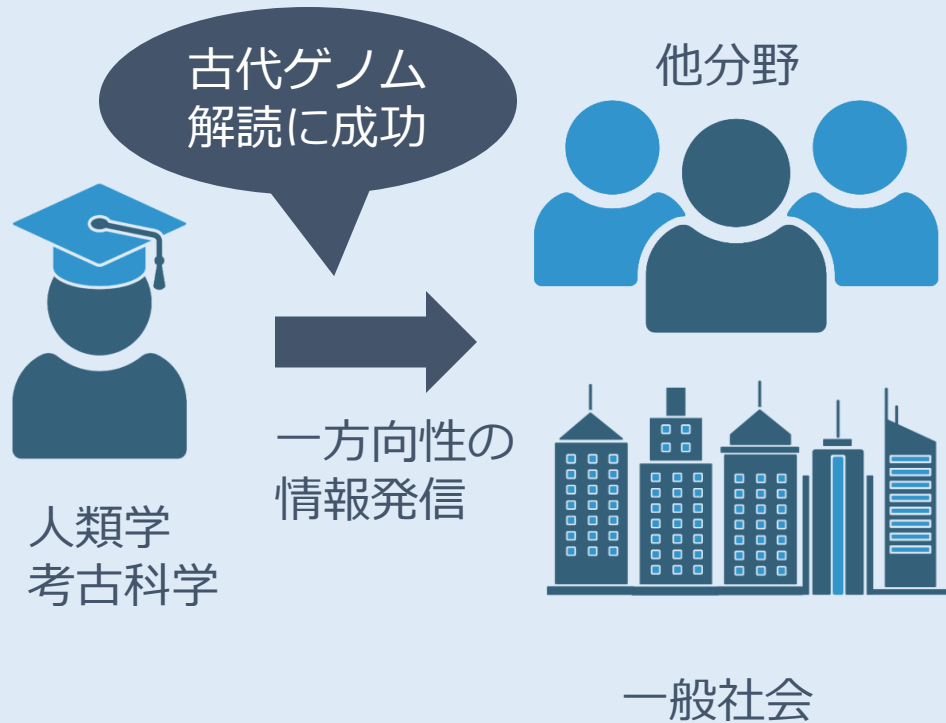 古代ゲノム
解読に成功
他分野
一方向性の
情報発信
人類学
考古科学
一般社会